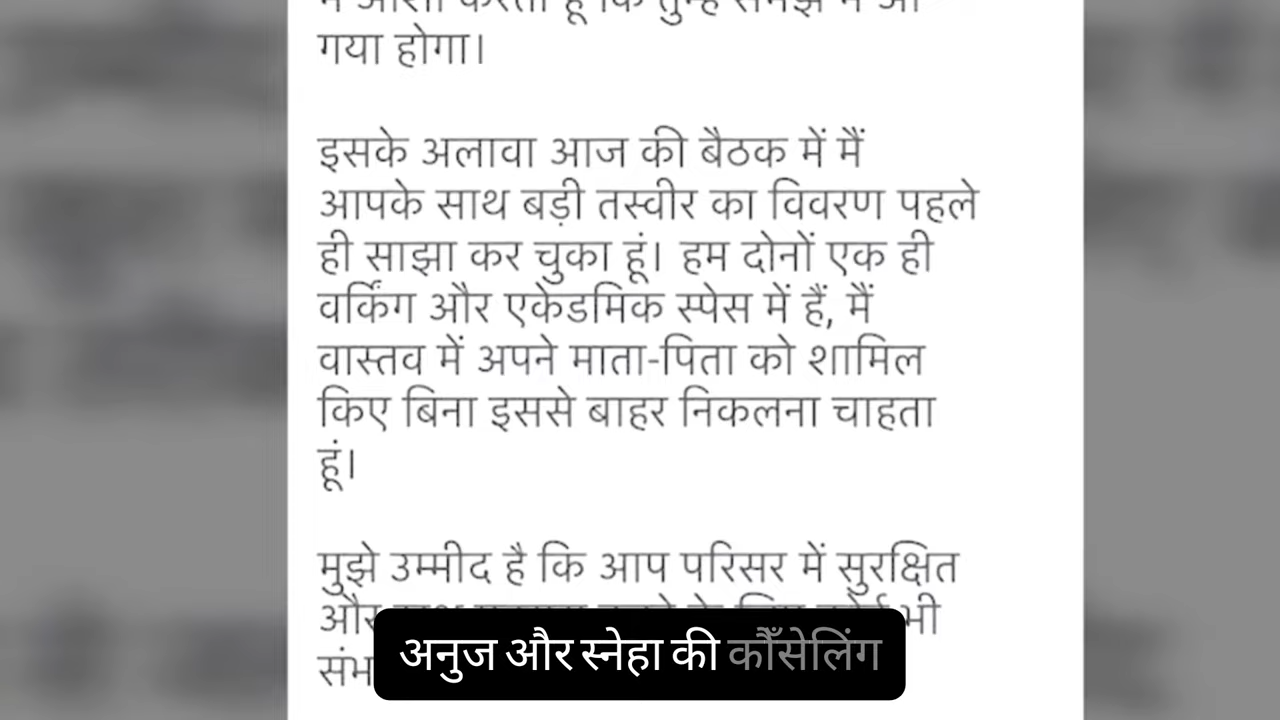 गया होगा।
इसके अलावा आज की बैठक में मैं
आपके साथ बड़ी तस्वीर का विवरण पहले
ही साझा कर चुका हूं। हम दोनों एक ही
वर्किंग और एकेडमिक स्पेस में हैं, मैं
वास्तव में अपने माता-पिता को शामिल
किए बिना इससे बाहर निकलना चाहता
हूं।
मुझे उम्मीद है कि आप परिसर में सुरक्षित
और भी
अनुज और स्नेहा की कौँसेलिंग